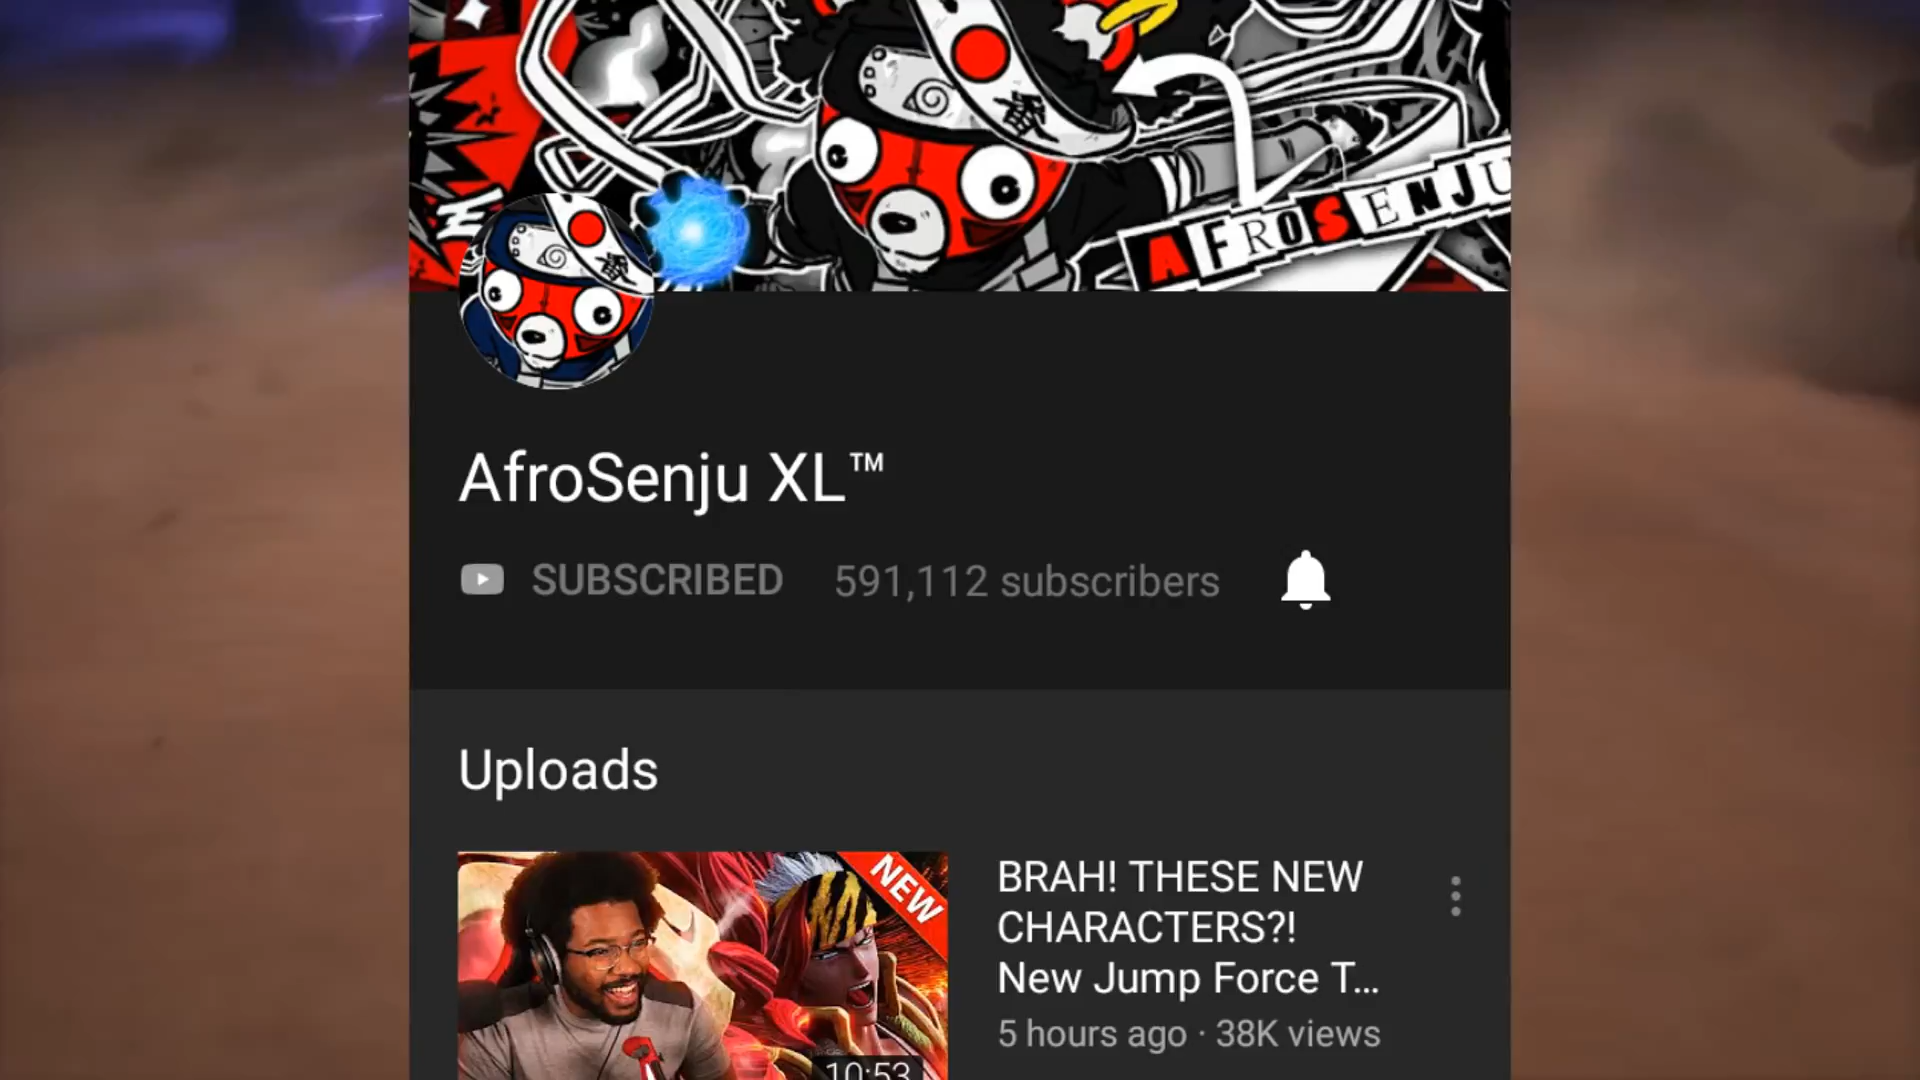 AFROSENJU
AfroSenju XL™
SUBSCRIBED 591,112 subscribers
Uploads
NEW
BRAH! THESE NEW
CHARACTERS?!
New Jump Force T...
5 hours ago · 38K views
10:53